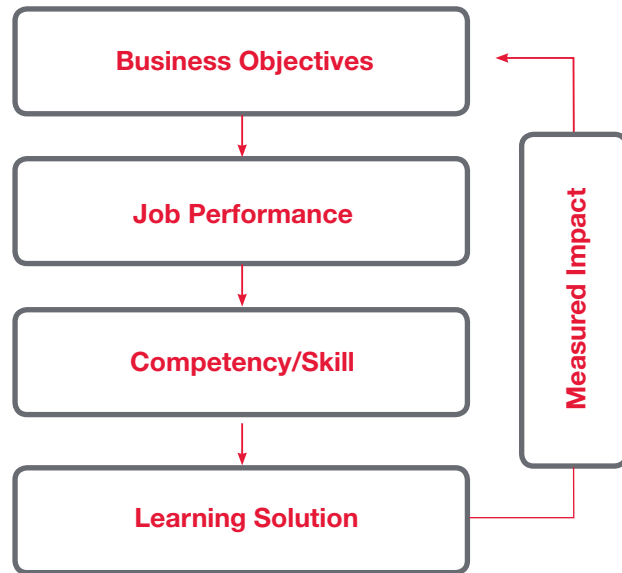 Business Objectives
Job Performance
Competency/Skill
Learning Solution
Measured Impact